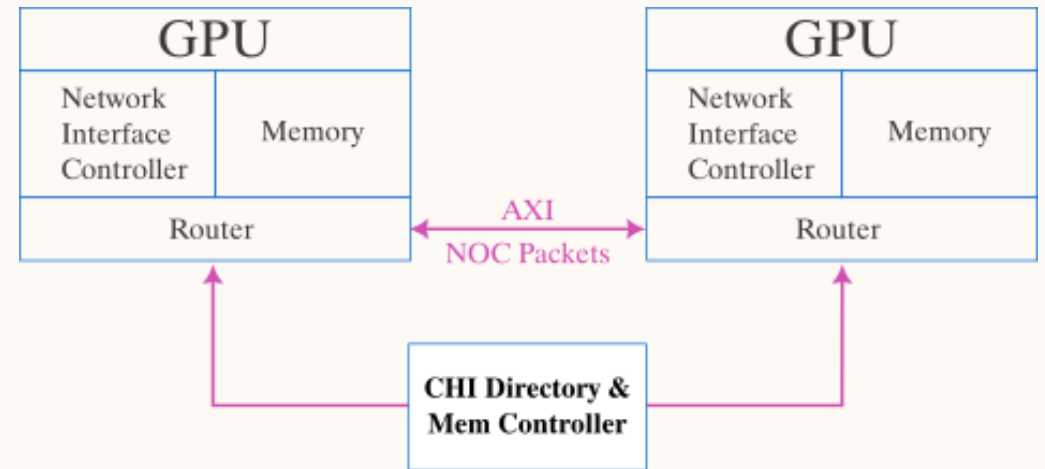 GPU
Network
Interface
Controller
Memory
Router
AXI
NOC Packets
GPU
Network
Interface
Controller
Memory
Router
CHI Directory &
Mem Controller